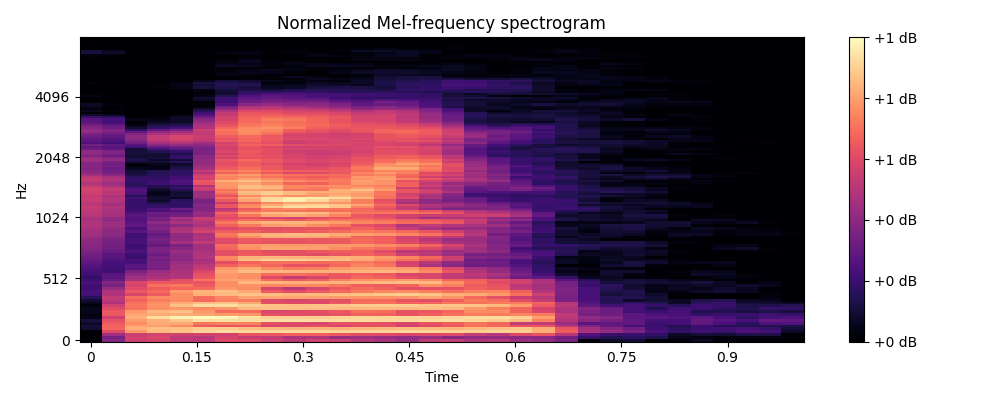 Normalized Mel-frequency spectrogram
Hz
4096
2048
1024
512
0
0 0.15 0.3 0.45 0.6 0.75 0.9
Time
+1 dB
+1 dB
+1 dB
+0 dB
+0 dB
+0 dB